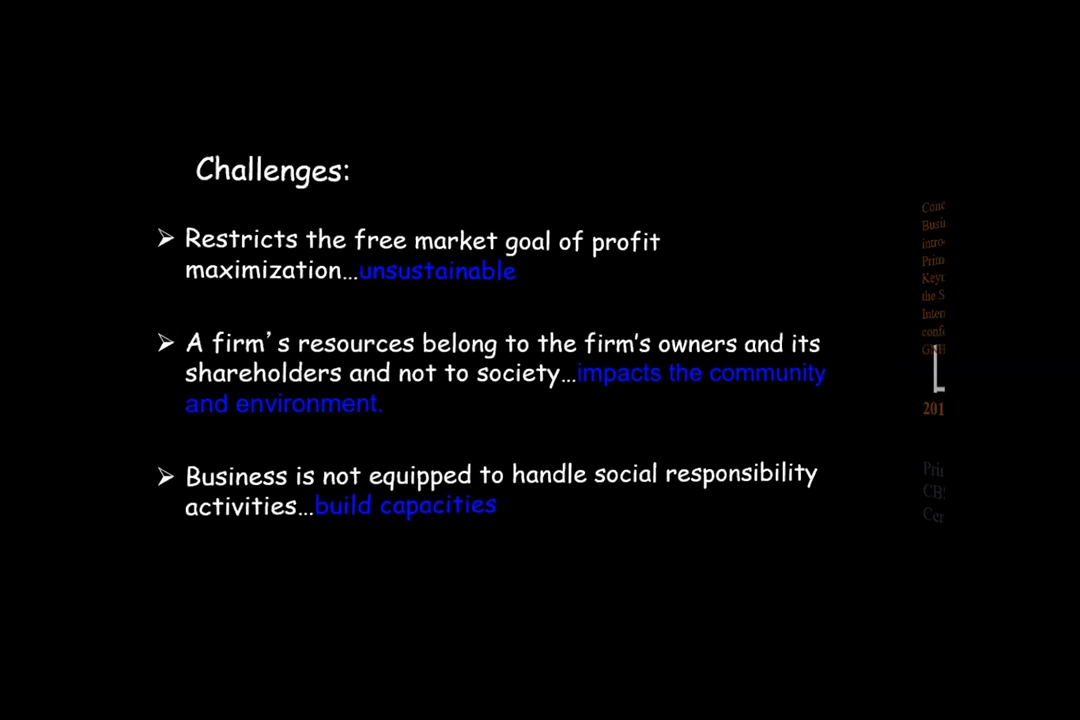 Challenges:
➢ Restricts the free market goal of profit
maximization…unsustainable
➢ A firm’s resources belong to the firm's owners and its
shareholders and not to society…impacts the community
and environment.
➢ Business is not equipped to handle social responsibility
activities…build capacities
the S
201